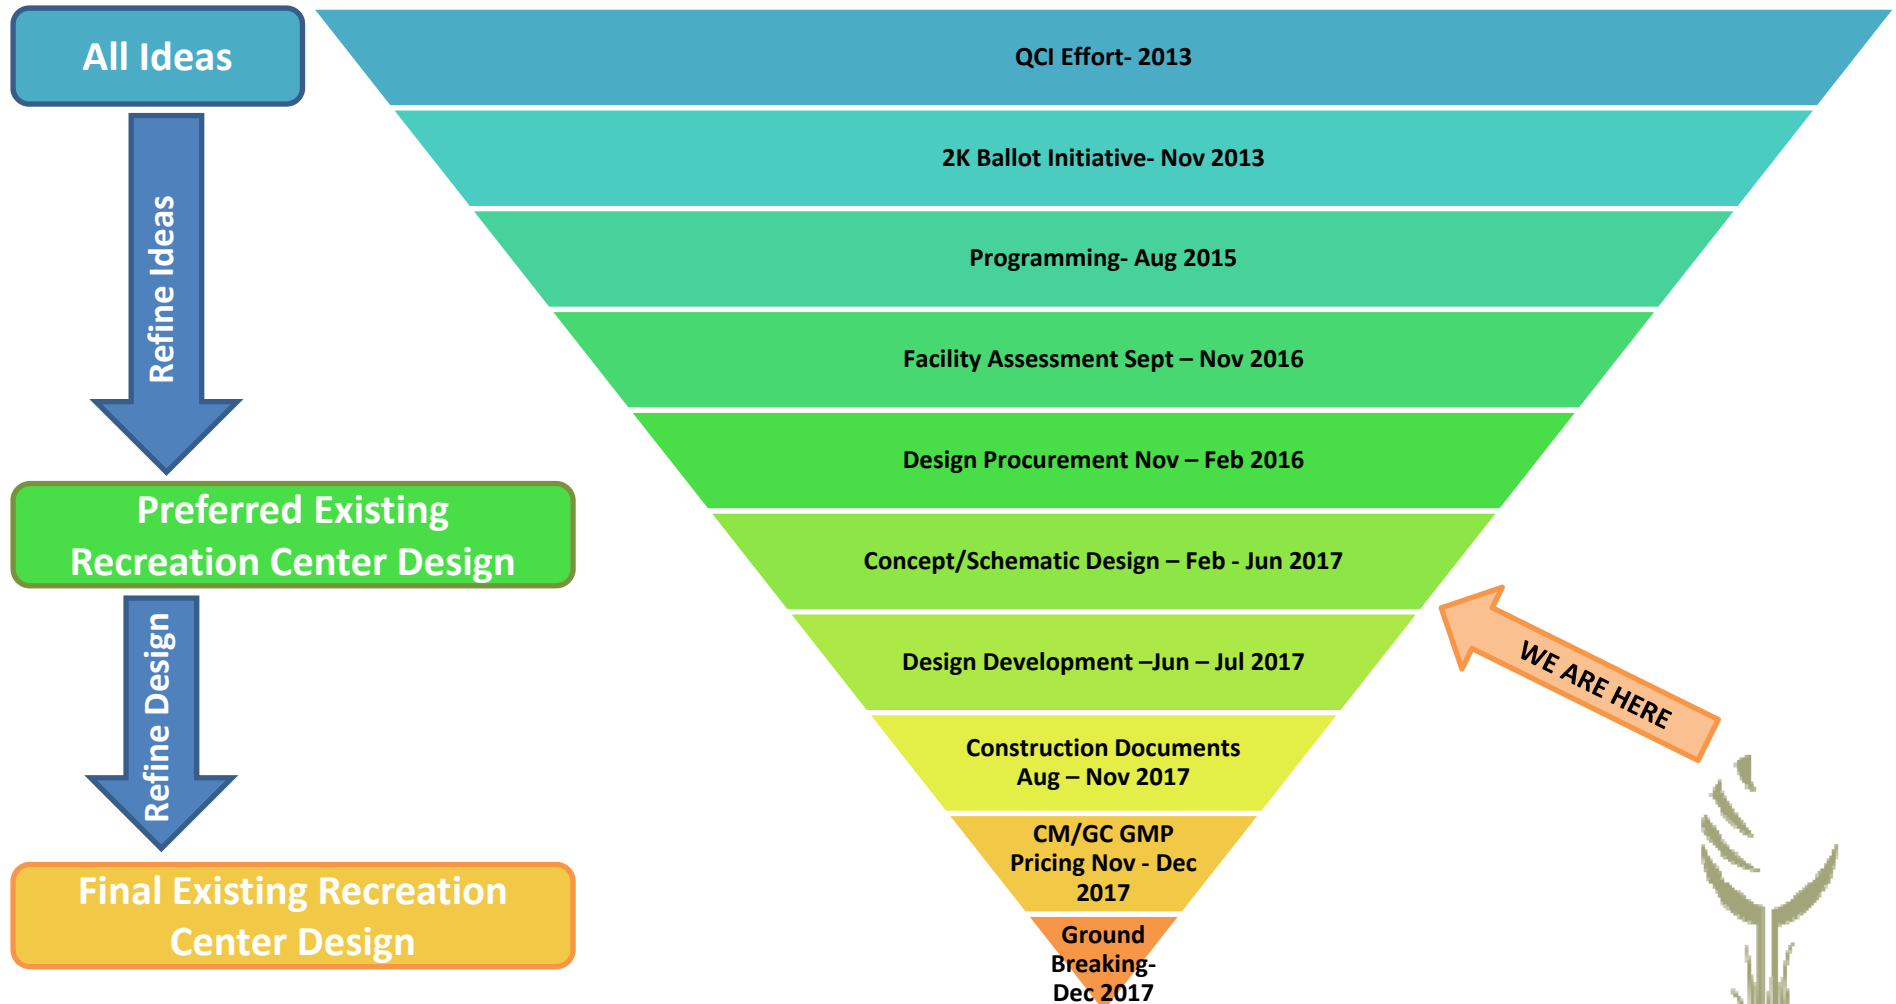 All Ideas
Refine Ideas
Preferred Existing
Recreation Center Design
Refine Design
Final Existing Recreation
Center Design
QCI Effort- 2013
2K Ballot Initiative- Nov 2013
Programming- Aug 2015
Facility Assessment Sept – Nov 2016
Design Procurement Nov – Feb 2016
Concept/Schematic Design – Feb - Jun 2017
Design Development –Jun – Jul 2017
Construction Documents
Aug – Nov 2017
CM/GC GMP
Pricing Nov - Dec
2017
Ground
Breaking-
Dec 2017
WE ARE HERE